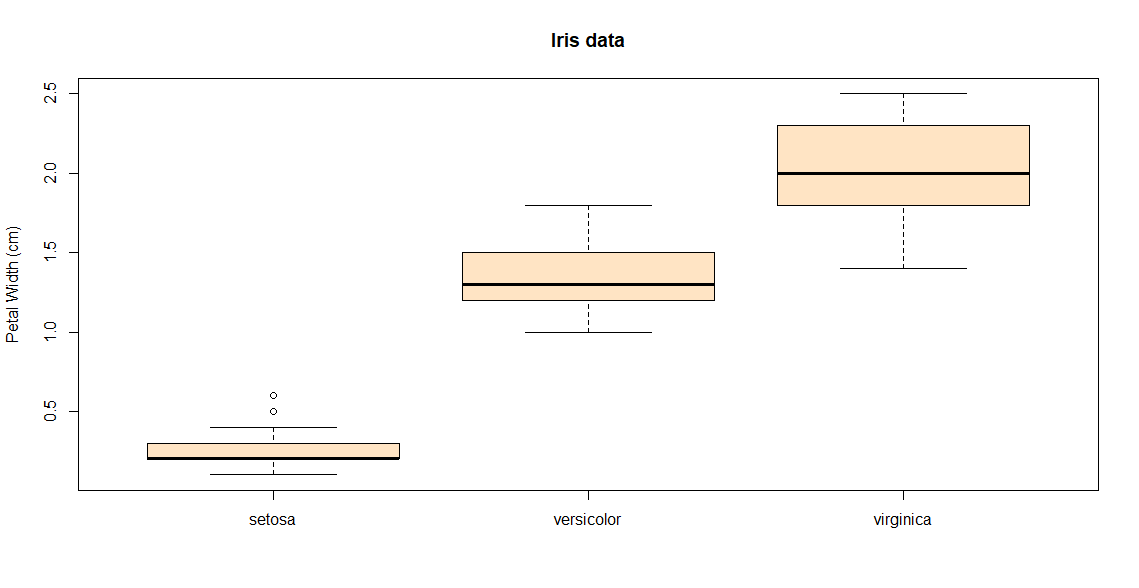 Iris data
Petal Width (cm)
2.5
2.0
1.5
1.0
0.5
setosa
versicolor
virginica